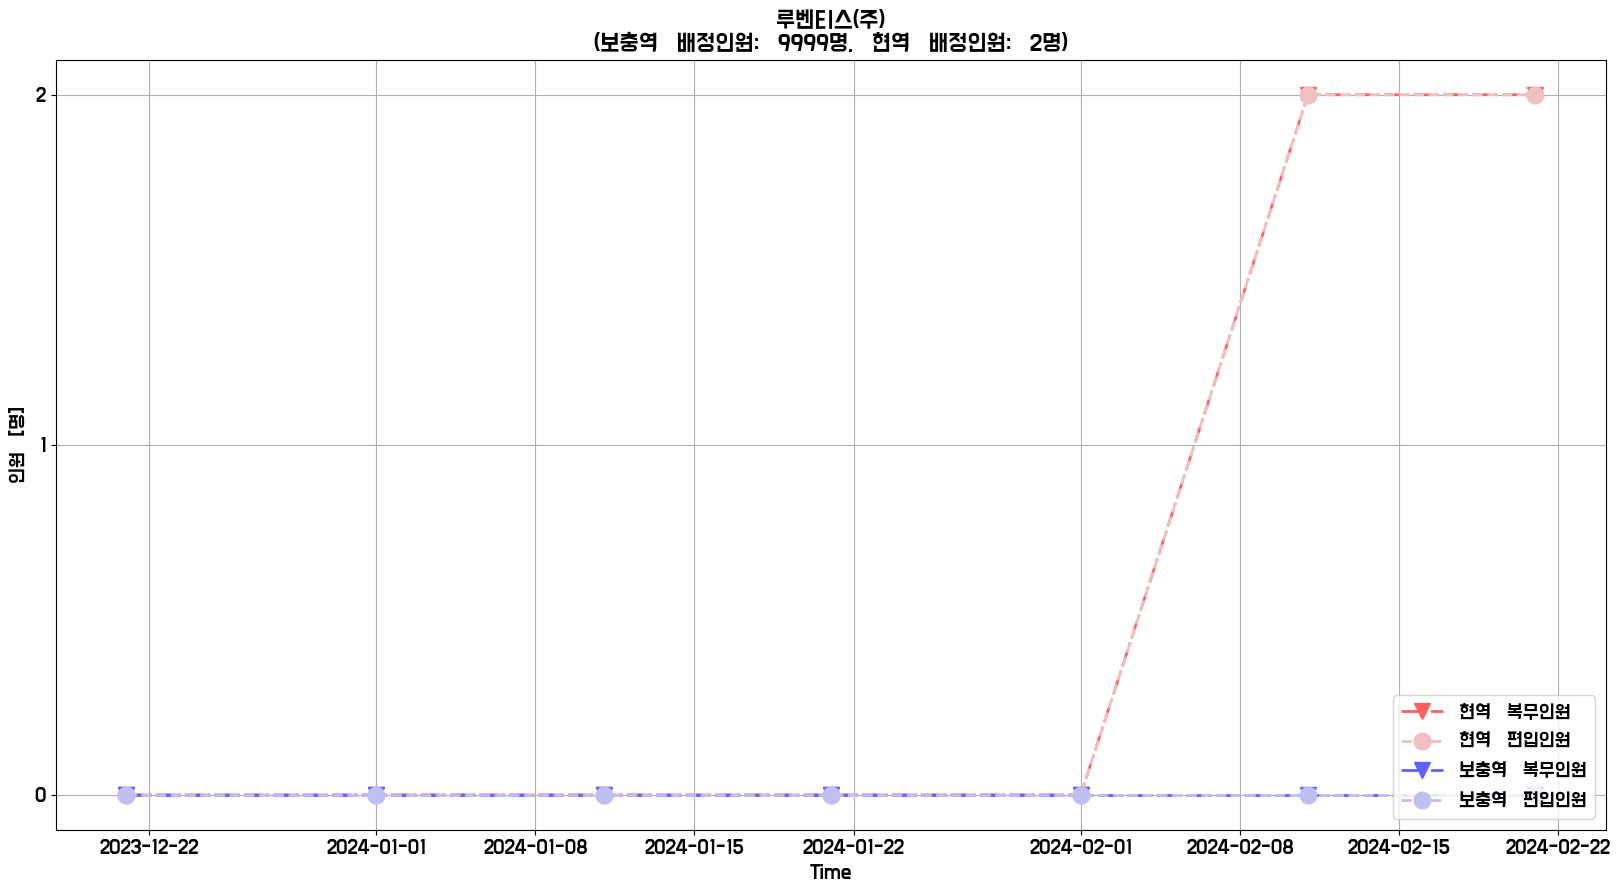 루벤티스(주)
(보충역 배정인원: 9999명, 현역 배정인원: 2명)
인원 [명]
2
1
0
현역 복무인원
현역 편입인원
보충역 복무인원
보충역 편입인원
2023-12-22 2024-01-01 2024-01-08 2024-01-15 2024-01-22 2024-02-01 2024-02-08 2024-02-15 2024-02-22
Time